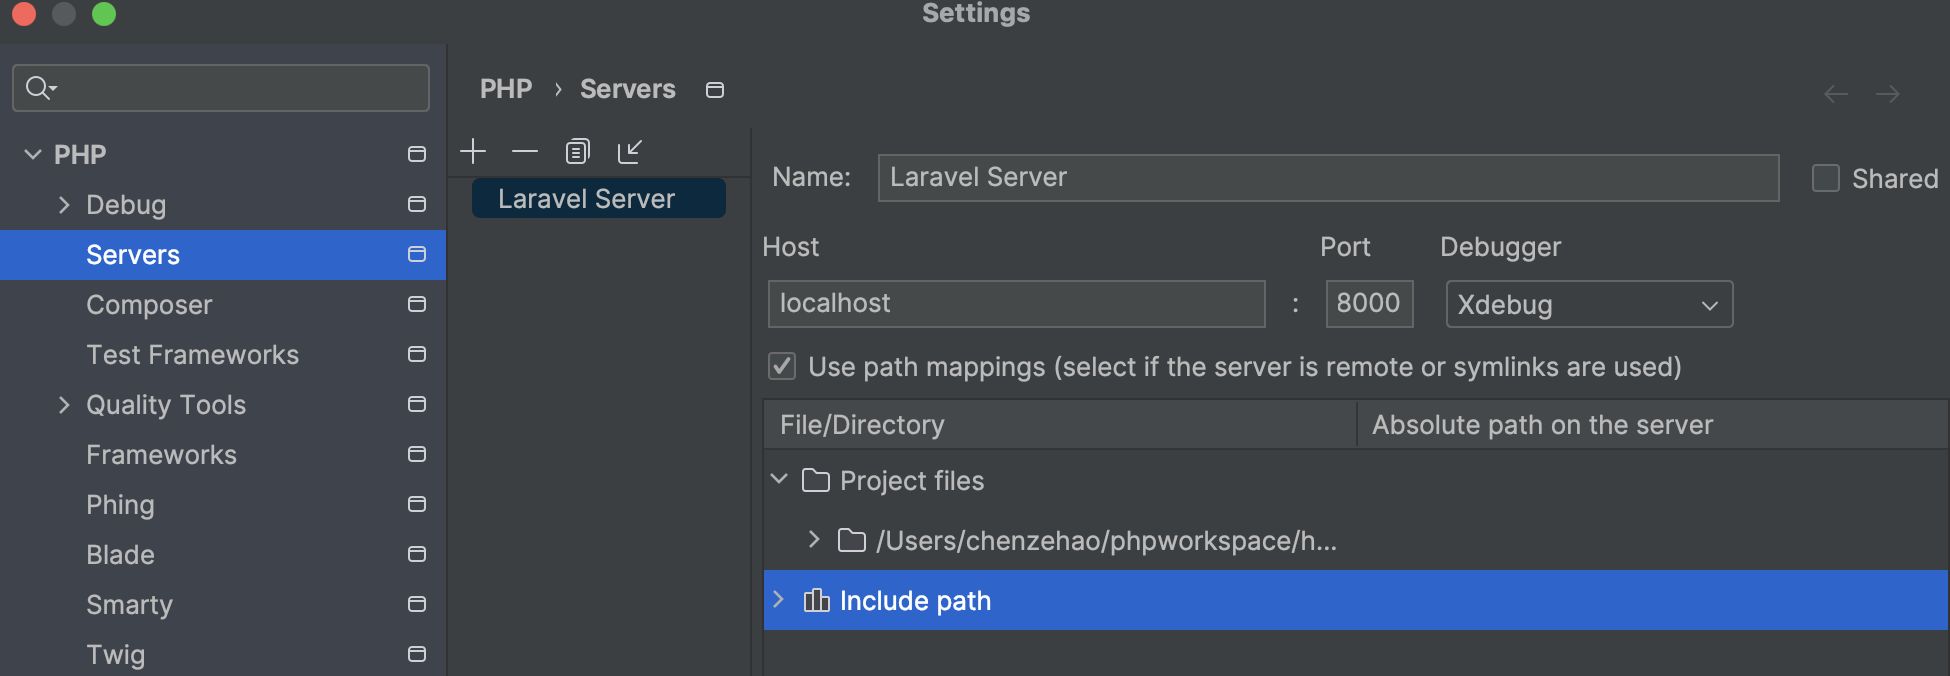 Settings
PHP
Debug
Servers
Composer
Test Frameworks
Quality Tools
Frameworks
Phing
Blade
Smarty
Twig
PHP › Servers
Laravel Server
Name: Laravel Server Shared
Host Port Debugger
localhost : 8000 Xdebug
Use path mappings (select if the server is remote or symlinks are used)
File/Directory Absolute path on the server
Project files
/Users/chenzehao/phpworkspace/h...
Include path